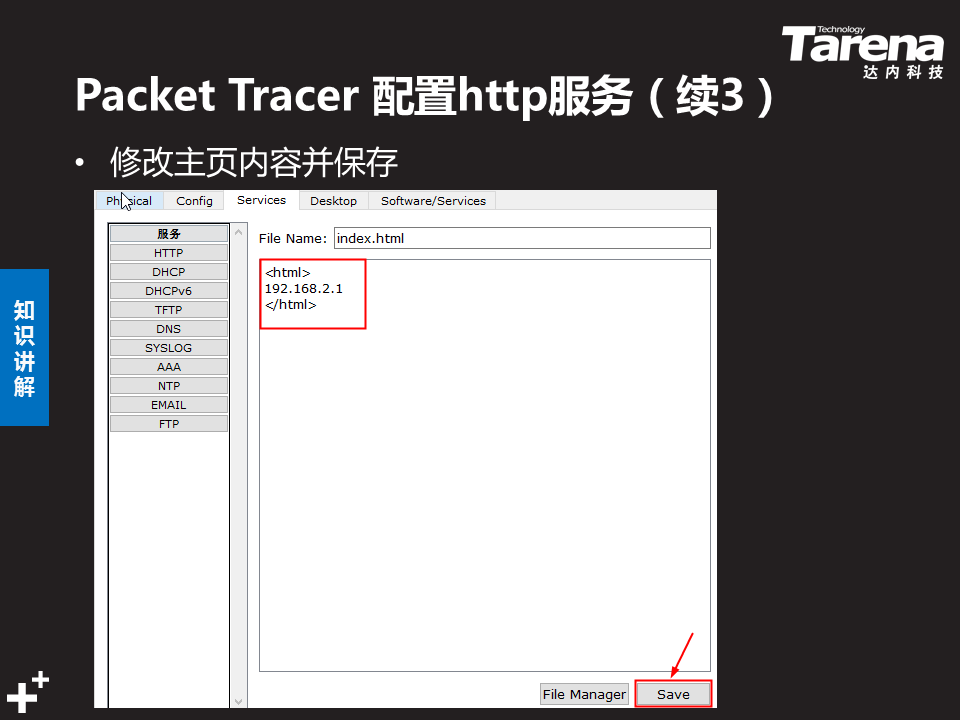 Technology
Tarena
达内科技
Packet Tracer 配置http服务（续3）
• 修改主页内容并保存
Physical Config Services Desktop Software/Services
服务
HTTP
DHCP
DHCPv6
TFTP
DNS
SYSLOG
AAA
NTP
EMAIL
FTP
File Name: index.html
<html>
192.168.2.1
</html>
File Manager Save
知
识
讲
解